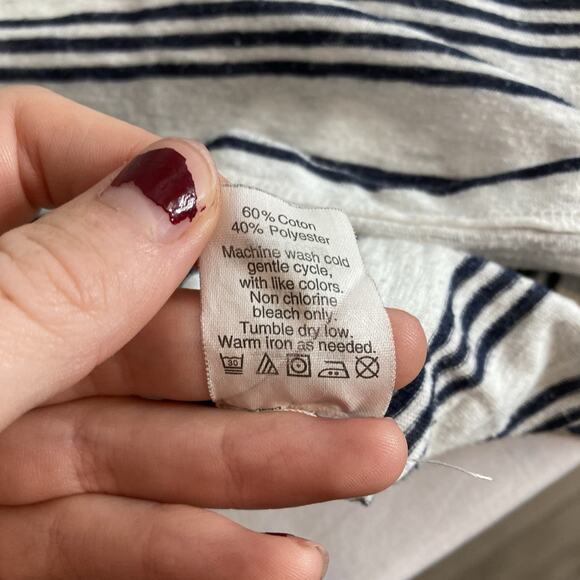 60% Coton
40% Polyester
Machine wash cold
gentle cycle,
with like colors.
Non chlorine
bleach only.
Tumble dry low.
Warm iron as needed.
30